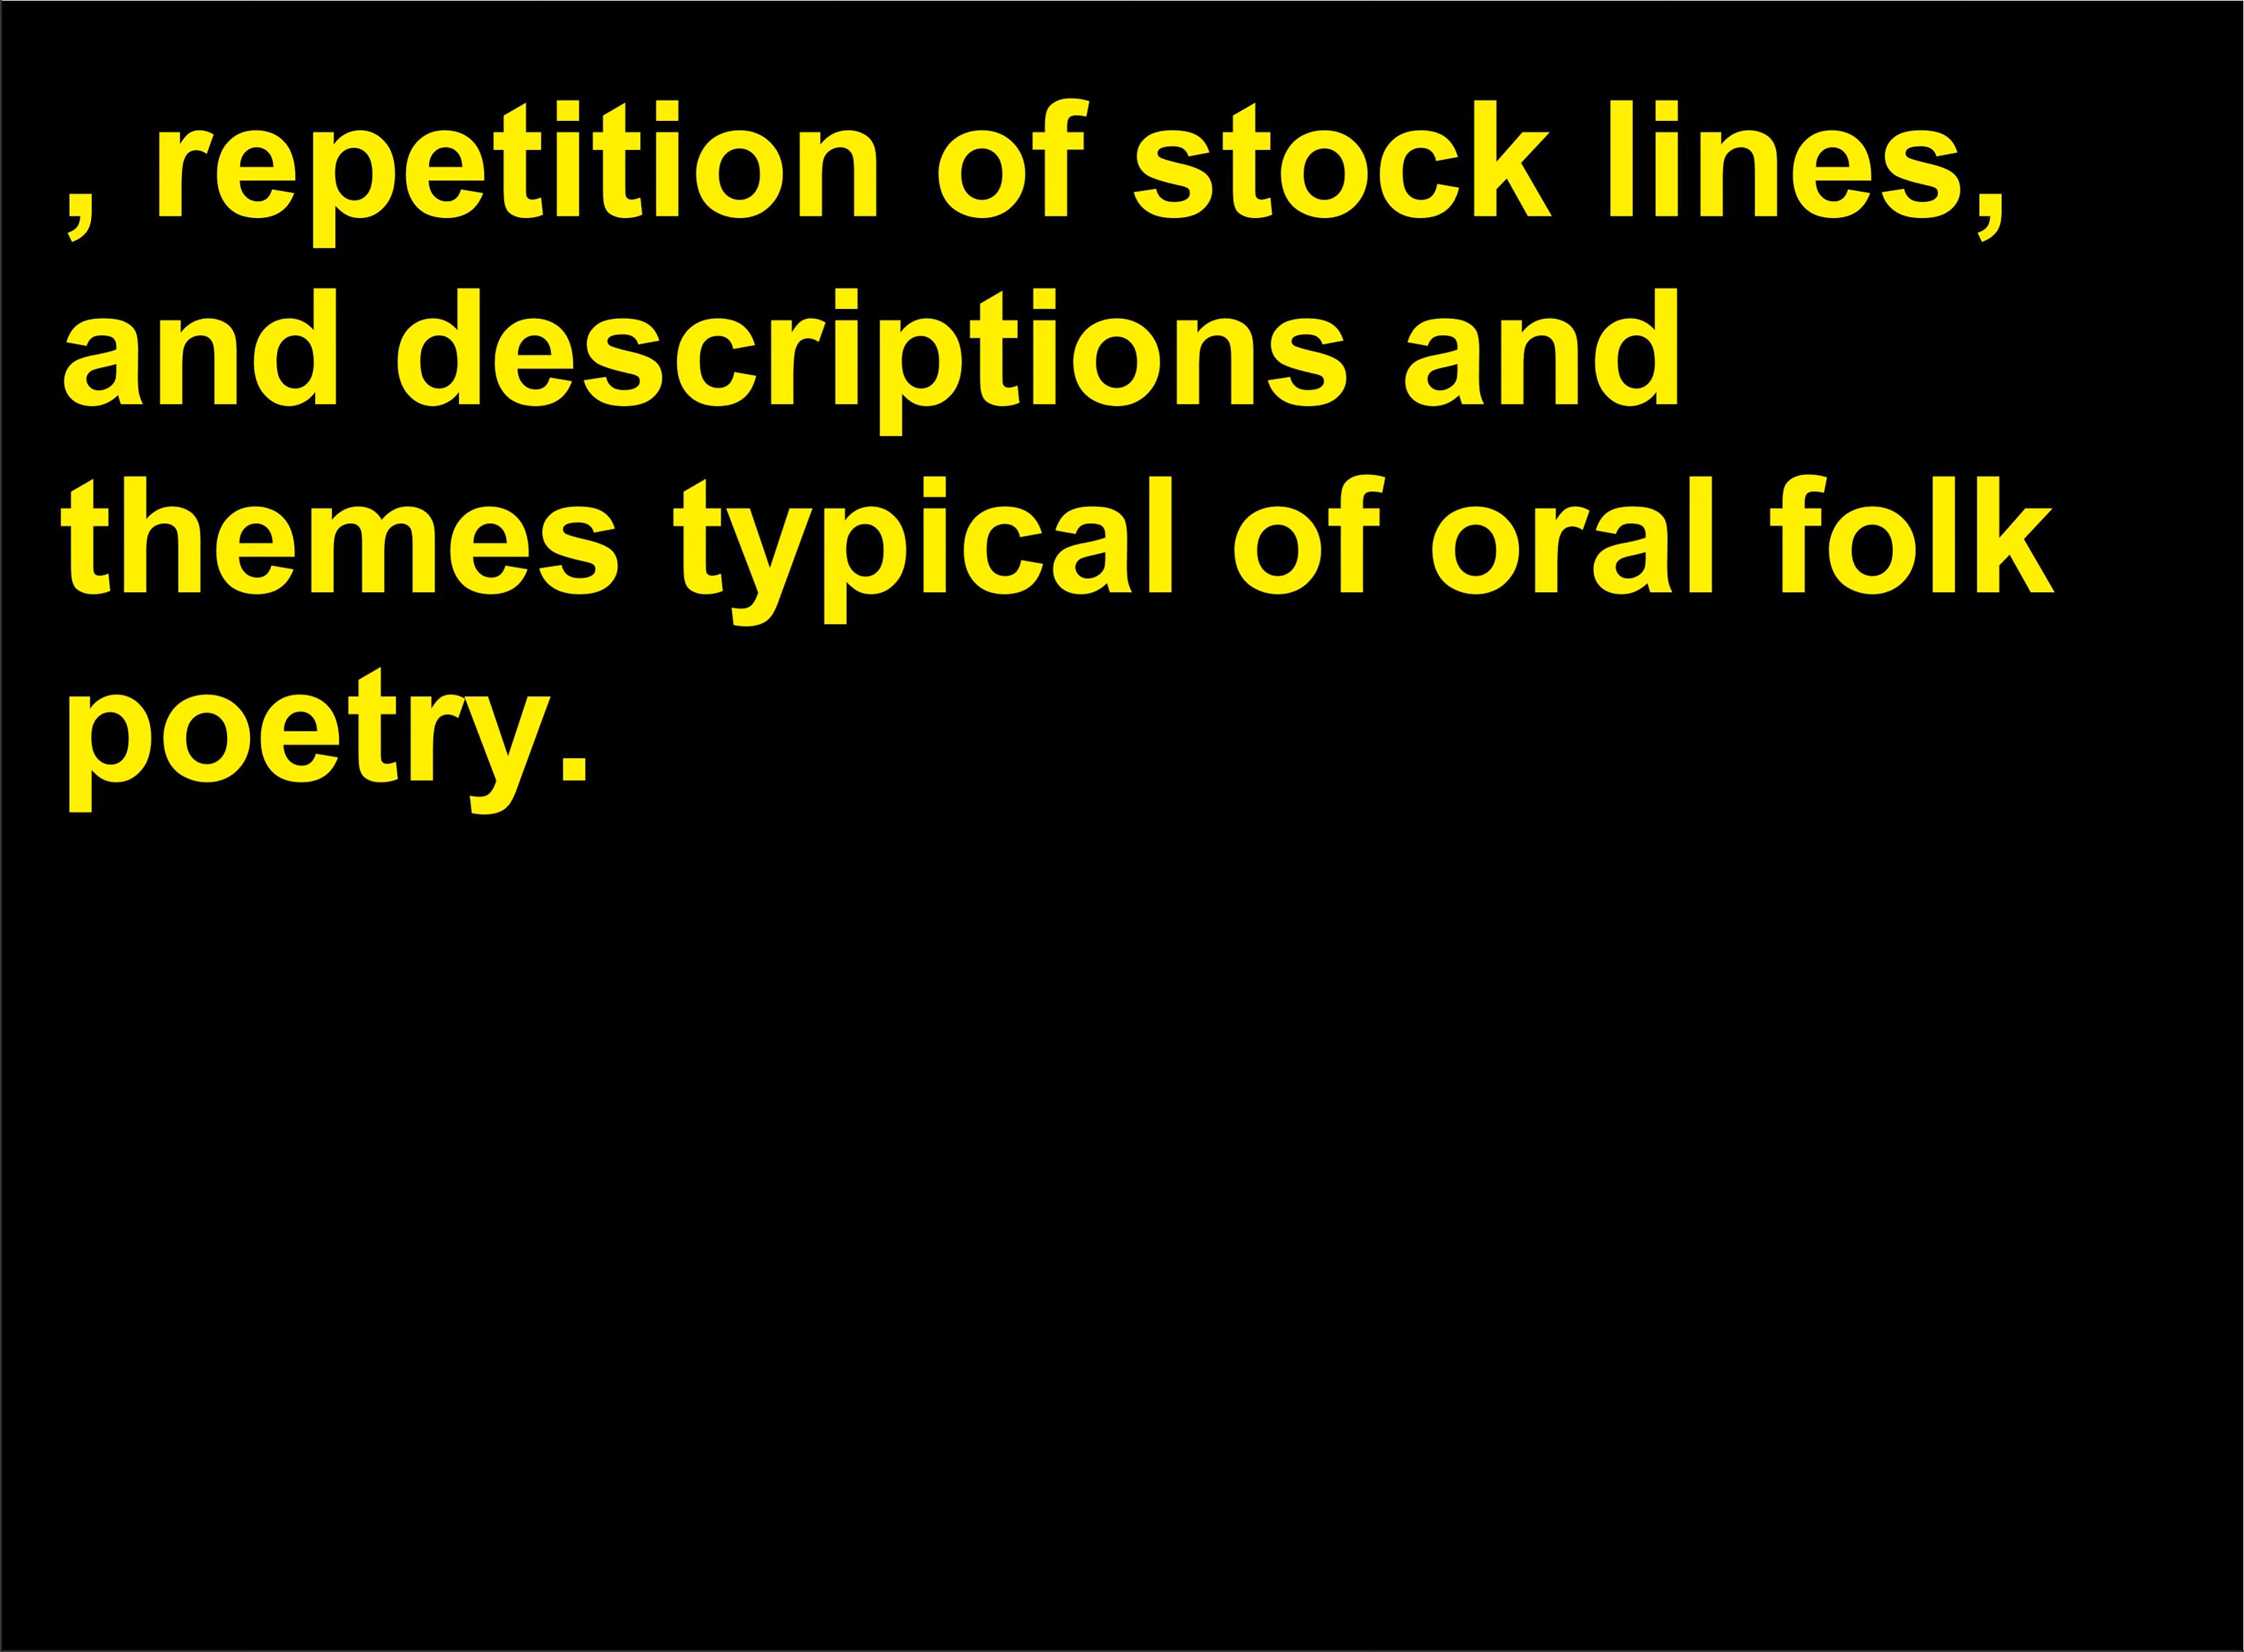 , repetition of stock lines,
and descriptions and
themes typical of oral folk
poetry.